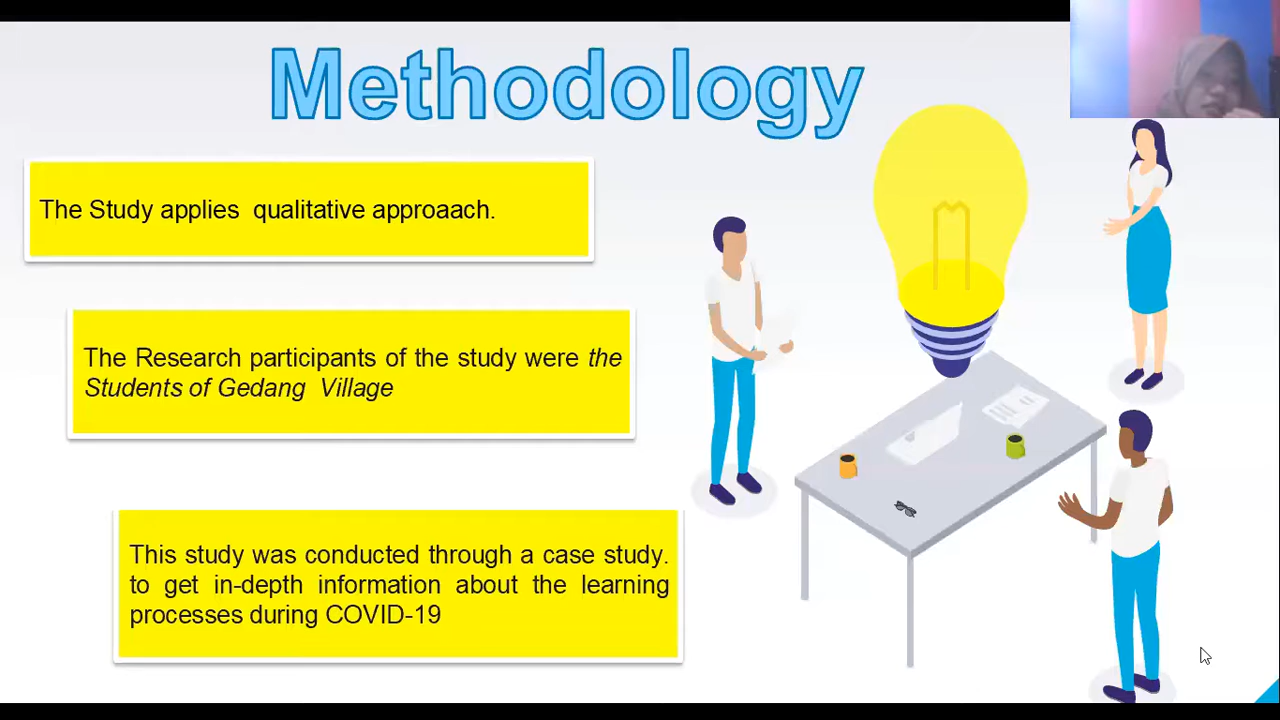 Methodology
The Study applies  qualitative approaach.
The Research participants of the study were the
Students of Gedang  Village
This study was conducted through a case study.
to get in-depth information about the learning
processes during COVID-19